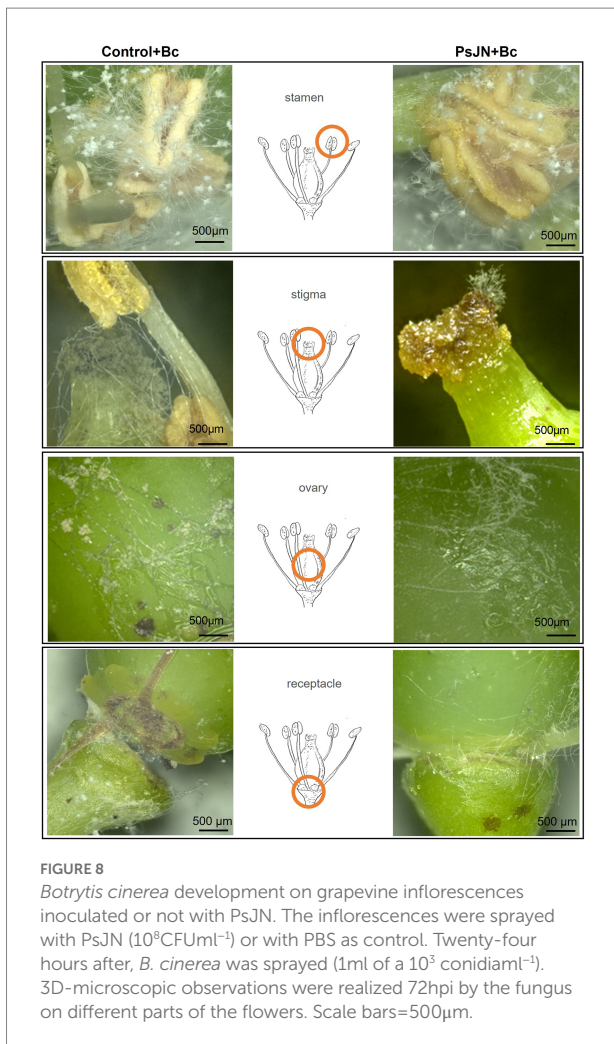 Control+Bc
PsJN+Bc
stamen
500µm
500µm
stigma
500µm
500µm
ovary
500µm
500µm
receptacle
500 µm
500 µm
FIGURE 8
Botrytis cinerea development on grapevine inflorescences
inoculated or not with PsJN. The inflorescences were sprayed
with PsJN (10⁸CFUml⁻¹) or with PBS as control. Twenty-four
hours after, B. cinerea was sprayed (1ml of a 10³ conidiaml⁻¹).
3D-microscopic observations were realized 72hpi by the fungus
on different parts of the flowers. Scale bars=500µm.